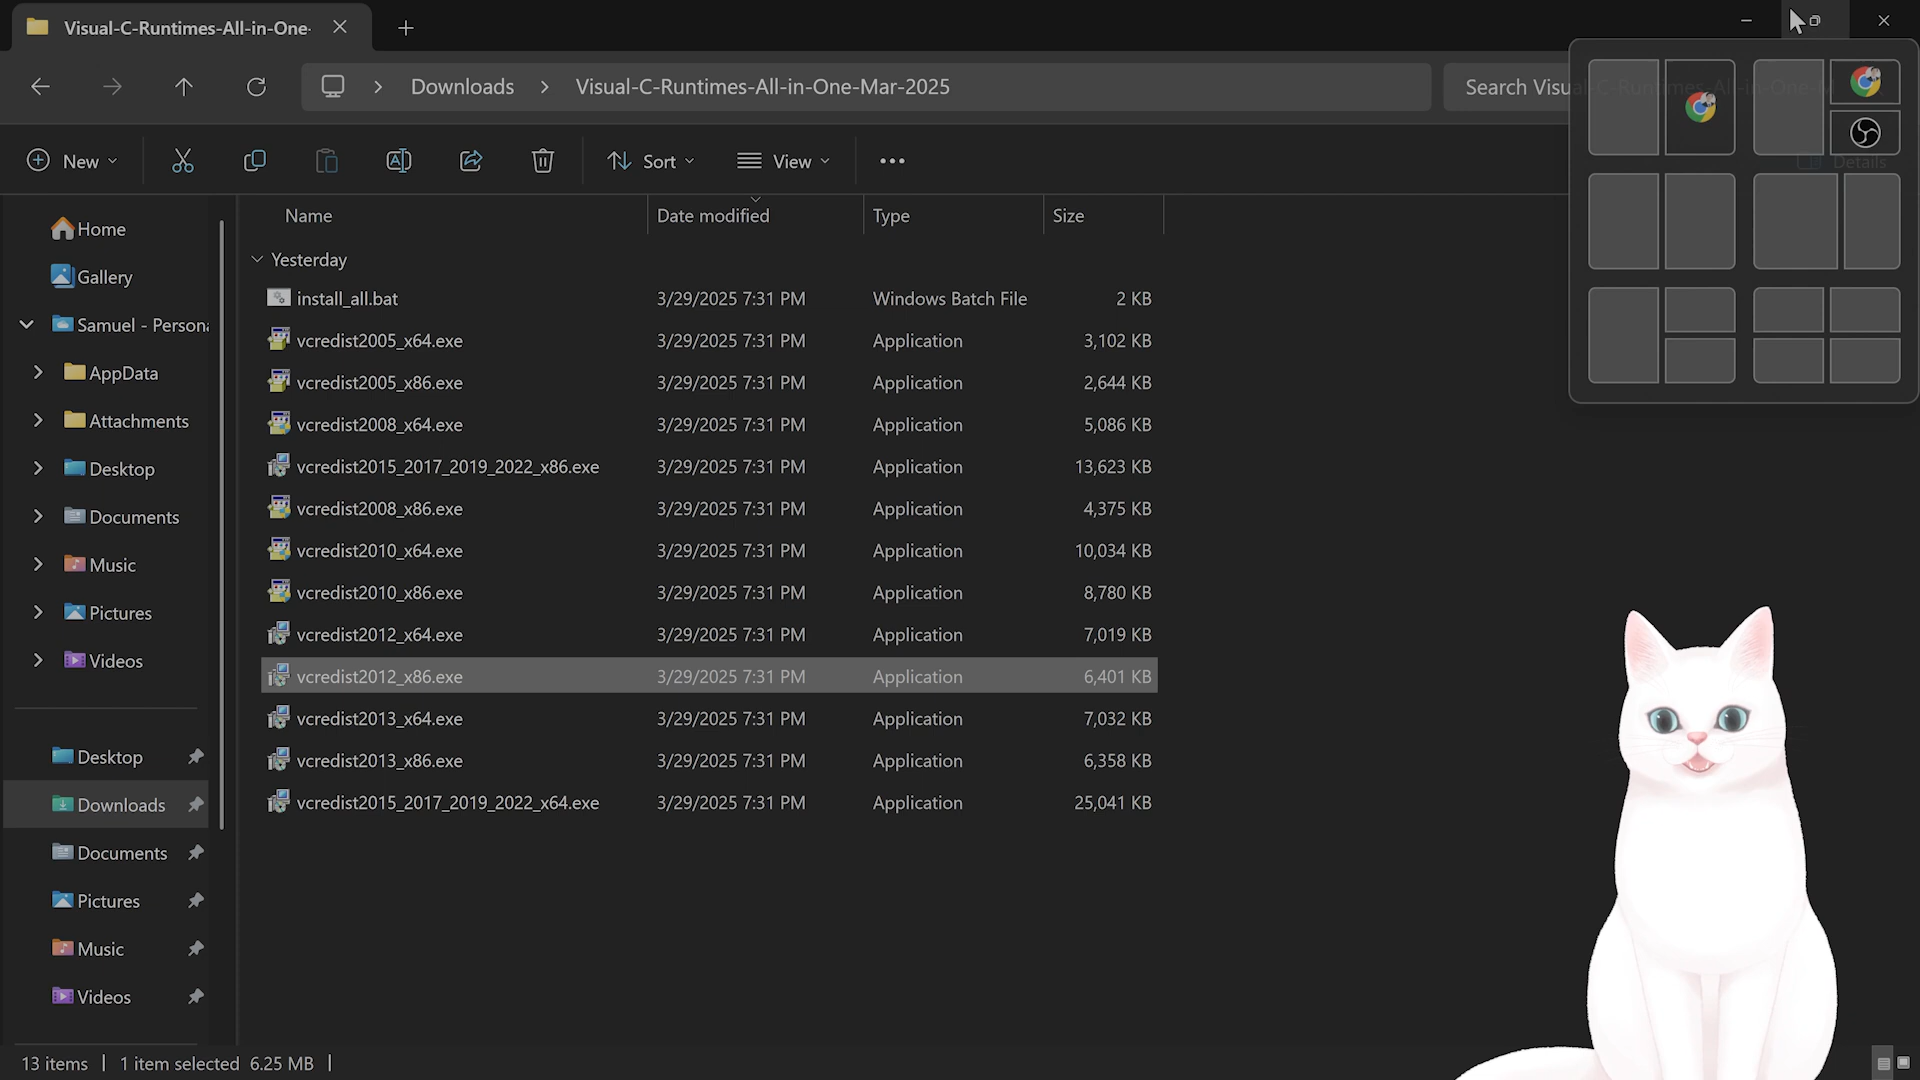 Visual-C-Runtimes-All-in-One-
Downloads
Visual-C-Runtimes-All-in-One-Mar-2025
Search Visual-C-Runtimes-All-in-One-M
New
Sort
View
Details
Name
Date modified
Type
Size
Home
Gallery
Samuel - Persona
AppData
Attachments
Desktop
Documents
Music
Pictures
Videos
Desktop
Downloads
Documents
Pictures
Music
Videos
Yesterday
install_all.bat 3/29/2025 7:31 PM Windows Batch File 2 KB
vcredist2005_x64.exe 3/29/2025 7:31 PM Application 3,102 KB
vcredist2005_x86.exe 3/29/2025 7:31 PM Application 2,644 KB
vcredist2008_x64.exe 3/29/2025 7:31 PM Application 5,086 KB
vcredist2015_2017_2019_2022_x86.exe 3/29/2025 7:31 PM Application 13,623 KB
vcredist2008_x86.exe 3/29/2025 7:31 PM Application 4,375 KB
vcredist2010_x64.exe 3/29/2025 7:31 PM Application 10,034 KB
vcredist2010_x86.exe 3/29/2025 7:31 PM Application 8,780 KB
vcredist2012_x64.exe 3/29/2025 7:31 PM Application 7,019 KB
vcredist2012_x86.exe 3/29/2025 7:31 PM Application 6,401 KB
vcredist2013_x64.exe 3/29/2025 7:31 PM Application 7,032 KB
vcredist2013_x86.exe 3/29/2025 7:31 PM Application 6,358 KB
vcredist2015_2017_2019_2022_x64.exe 3/29/2025 7:31 PM Application 25,041 KB
13 items
1 item selected 6.25 MB